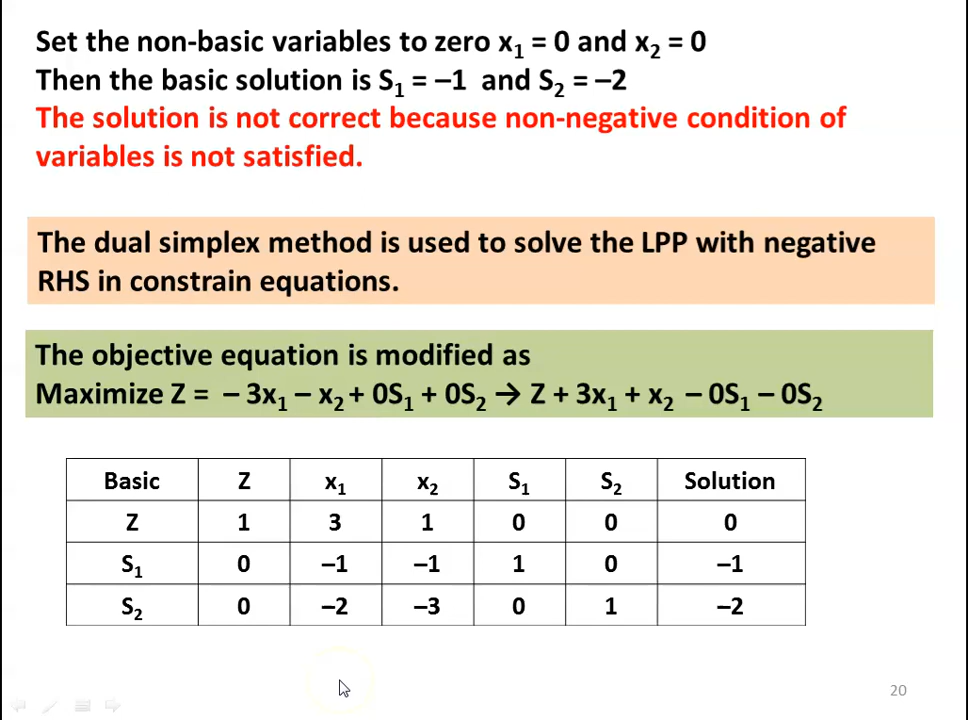 Set the non-basic variables to zero x₁ = 0 and x₂ = 0
Then the basic solution is S₁ = –1 and S₂ = –2
The solution is not correct because non-negative condition of
variables is not satisfied.
The dual simplex method is used to solve the LPP with negative
RHS in constrain equations.
The objective equation is modified as
Maximize Z = – 3x₁ – x₂ + 0S₁ + 0S₂ → Z + 3x₁ + x₂ – 0S₁ – 0S₂
Basic Z x₁ x₂ S₁ S₂ Solution
Z 1 3 1 0 0 0
S₁ 0 –1 –1 1 0 –1
S₂ 0 –2 –3 0 1 –2
20